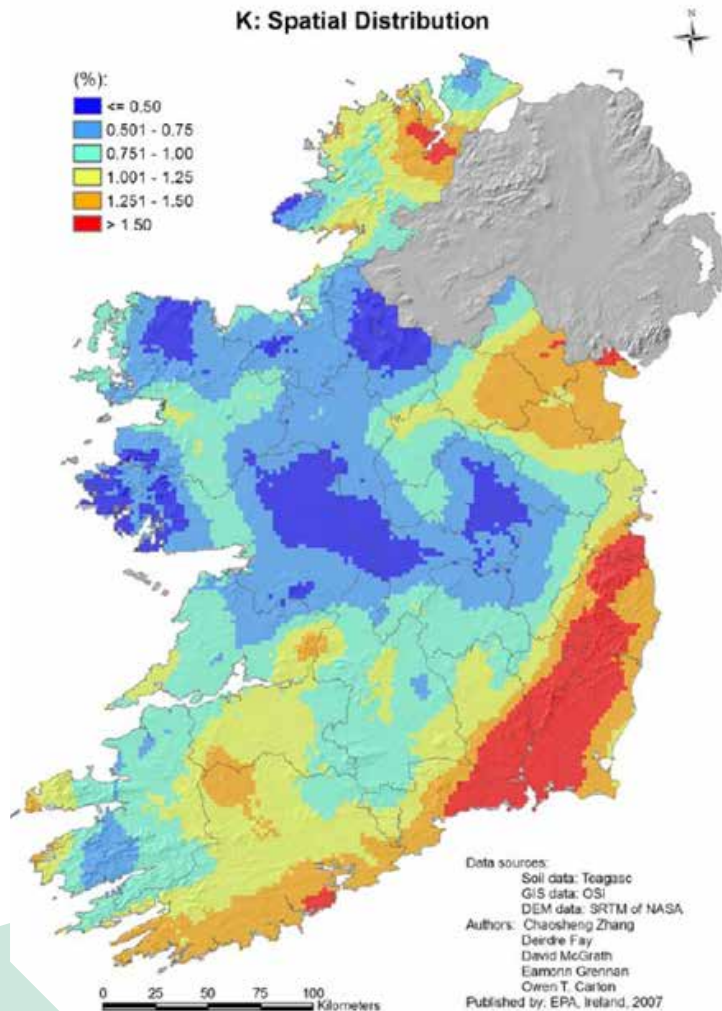 K: Spatial Distribution
N
(%):
<= 0.50
0.501 - 0.75
0.751 - 1.00
1.001 - 1.25
1.251 - 1.50
> 1.50
Data sources:
Soil data: Teagasc
GIS data: OSi
DEM data: SRTM of NASA
Authors: Chaosheng Zhang
Deirdre Fay
David McGrath
Eamonn Grennan
Owen T. Carton
Published by: EPA, Ireland, 2007
0 25 50 75 100
Kilometers